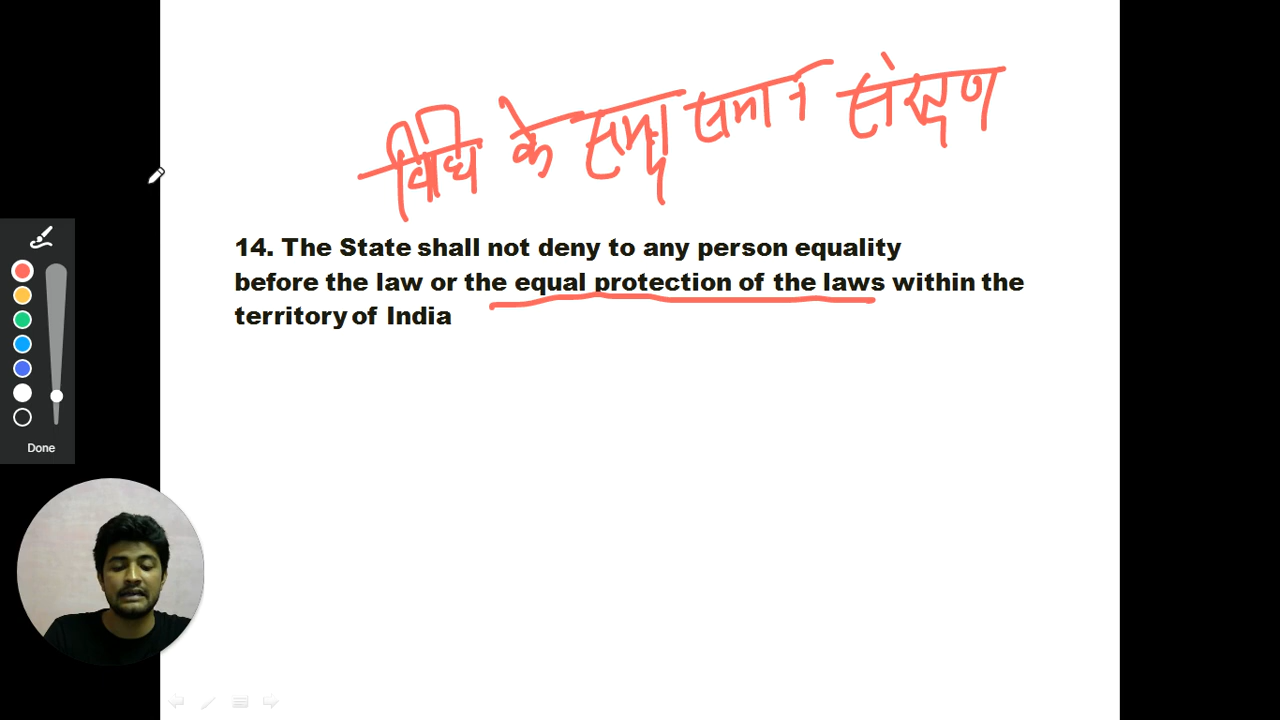 विधि के समक्ष समान संरक्षण
14. The State shall not deny to any person equality
before the law or the equal protection of the laws within the
territory of India
Done